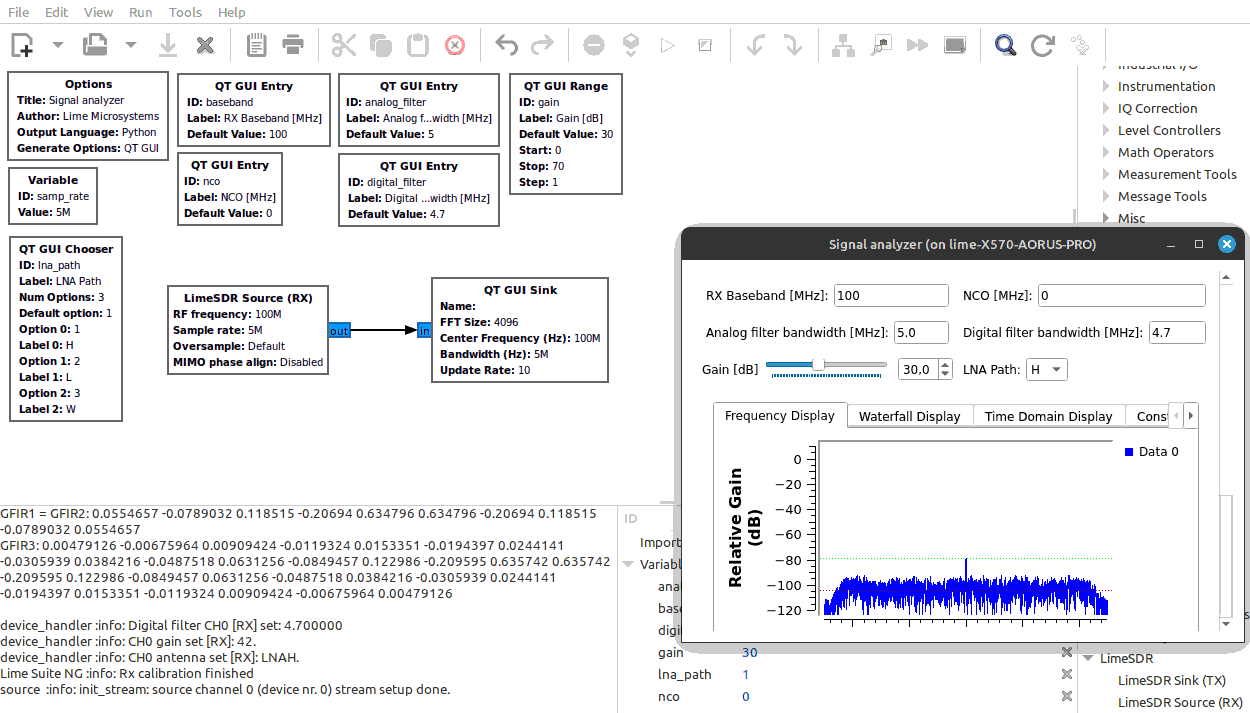 File Edit View Run Tools Help
Options
Title: Signal analyzer
Author: Lime Microsystems
Output Language: Python
Generate Options: QT GUI
QT GUI Entry
ID: baseband
Label: RX Baseband [MHz]
Default Value: 100
QT GUI Entry
ID: analog_filter
Label: Analog f...width [MHz]
Default Value: 5
QT GUI Range
ID: gain
Label: Gain [dB]
Default Value: 30
Start: 0
Stop: 70
Step: 1
Variable
ID: samp_rate
Value: 5M
QT GUI Entry
ID: nco
Label: NCO [MHz]
Default Value: 0
QT GUI Entry
ID: digital_filter
Label: Digital ...width [MHz]
Default Value: 4.7
QT GUI Chooser
ID: lna_path
Label: LNA Path
Num Options: 3
Default option: 1
Option 0: 1
Label 0: H
Option 1: 2
Label 1: L
Option 2: 3
Label 2: W
LimeSDR Source (RX)
RF frequency: 100M
Sample rate: 5M
Oversample: Default
MIMO phase align: Disabled
out
in
QT GUI Sink
Name:
FFT Size: 4096
Center Frequency (Hz): 100M
Bandwidth (Hz): 5M
Update Rate: 10
Industrial I/O
Instrumentation
IQ Correction
Level Controllers
Math Operators
Measurement Tools
Message Tools
Misc
Signal analyzer (on lime-X570-AORUS-PRO)
RX Baseband [MHz]: 100 NCO [MHz]: 0
Analog filter bandwidth [MHz]: 5.0 Digital filter bandwidth [MHz]: 4.7
Gain [dB] 30,0 LNA Path: H
Frequency Display Waterfall Display Time Domain Display Const
Data 0
Relative Gain
(dB)
0
−20
−40
−60
−80
−100
−120
GFIR1 = GFIR2: 0.0554657 -0.0789032 0.118515 -0.20694 0.634796 0.634796 -0.20694 0.118515
-0.0789032 0.0554657
GFIR3: 0.00479126 -0.00675964 0.00909424 -0.0119324 0.0153351 -0.0194397 0.0244141
-0.0305939 0.0384216 -0.0487518 0.0631256 -0.0849457 0.122986 -0.209595 0.635742 0.635742
-0.209595 0.122986 -0.0849457 0.0631256 -0.0487518 0.0384216 -0.0305939 0.0244141
-0.0194397 0.0153351 -0.0119324 0.00909424 -0.00675964 0.00479126
device_handler :info: Digital filter CH0 [RX] set: 4.700000
device_handler :info: CH0 gain set [RX]: 42.
device_handler :info: CH0 antenna set [RX]: LNAH.
Lime Suite NG :info: Rx calibration finished
source :info: init_stream: source channel 0 (device nr. 0) stream setup done.
ID
Import
Variabl
ana
base
digi
gain 30
lna_path 1
nco 0
LimeSDR
LimeSDR Sink (TX)
LimeSDR Source (RX)